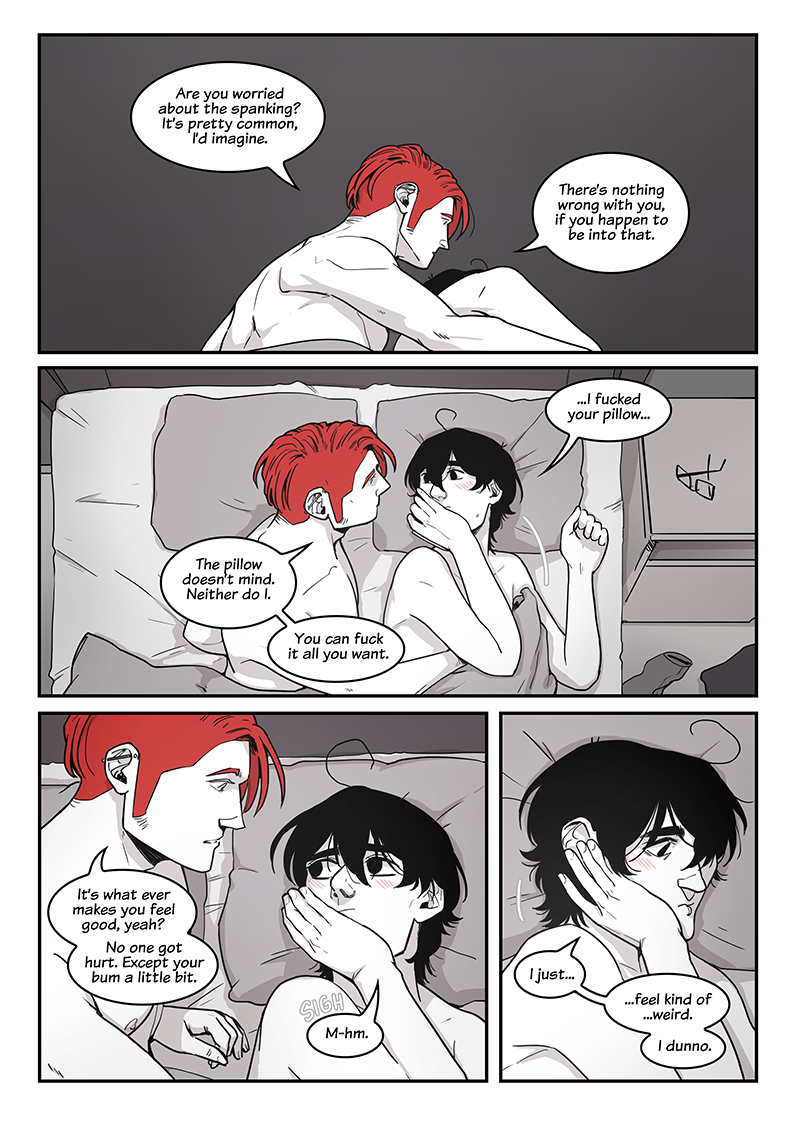 Are you worried
about the spanking?
It's pretty common,
I'd imagine.
There's nothing
wrong with you,
if you happen to
be into that.
...I fucked
your pillow...
The pillow
doesn't mind.
Neither do I.
You can fuck
it all you want.
It's what ever
makes you feel
good, yeah?
No one got
hurt. Except your
bum a little bit.
SIGH
M-hm.
I just...
...feel kind of
...weird.
I dunno.